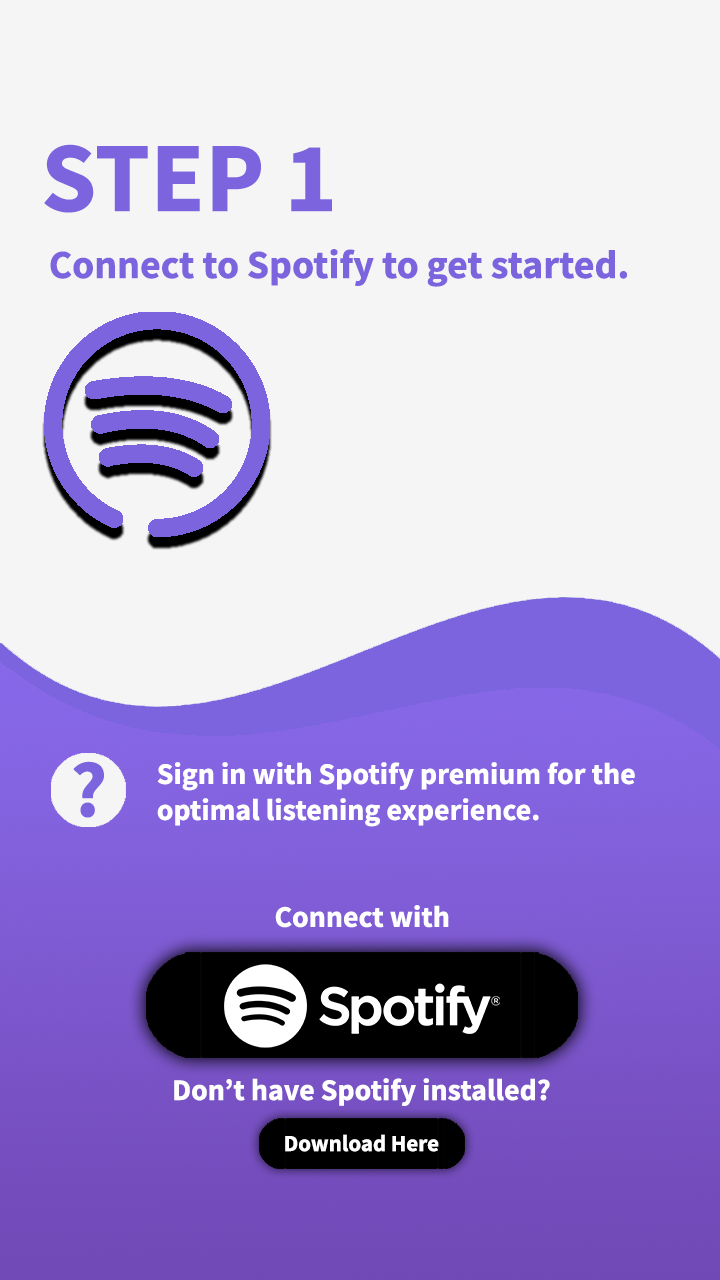 STEP 1
Connect to Spotify to get started.
?
Sign in with Spotify premium for the
optimal listening experience.
Connect with
Spotify®
Don’t have Spotify installed?
Download Here